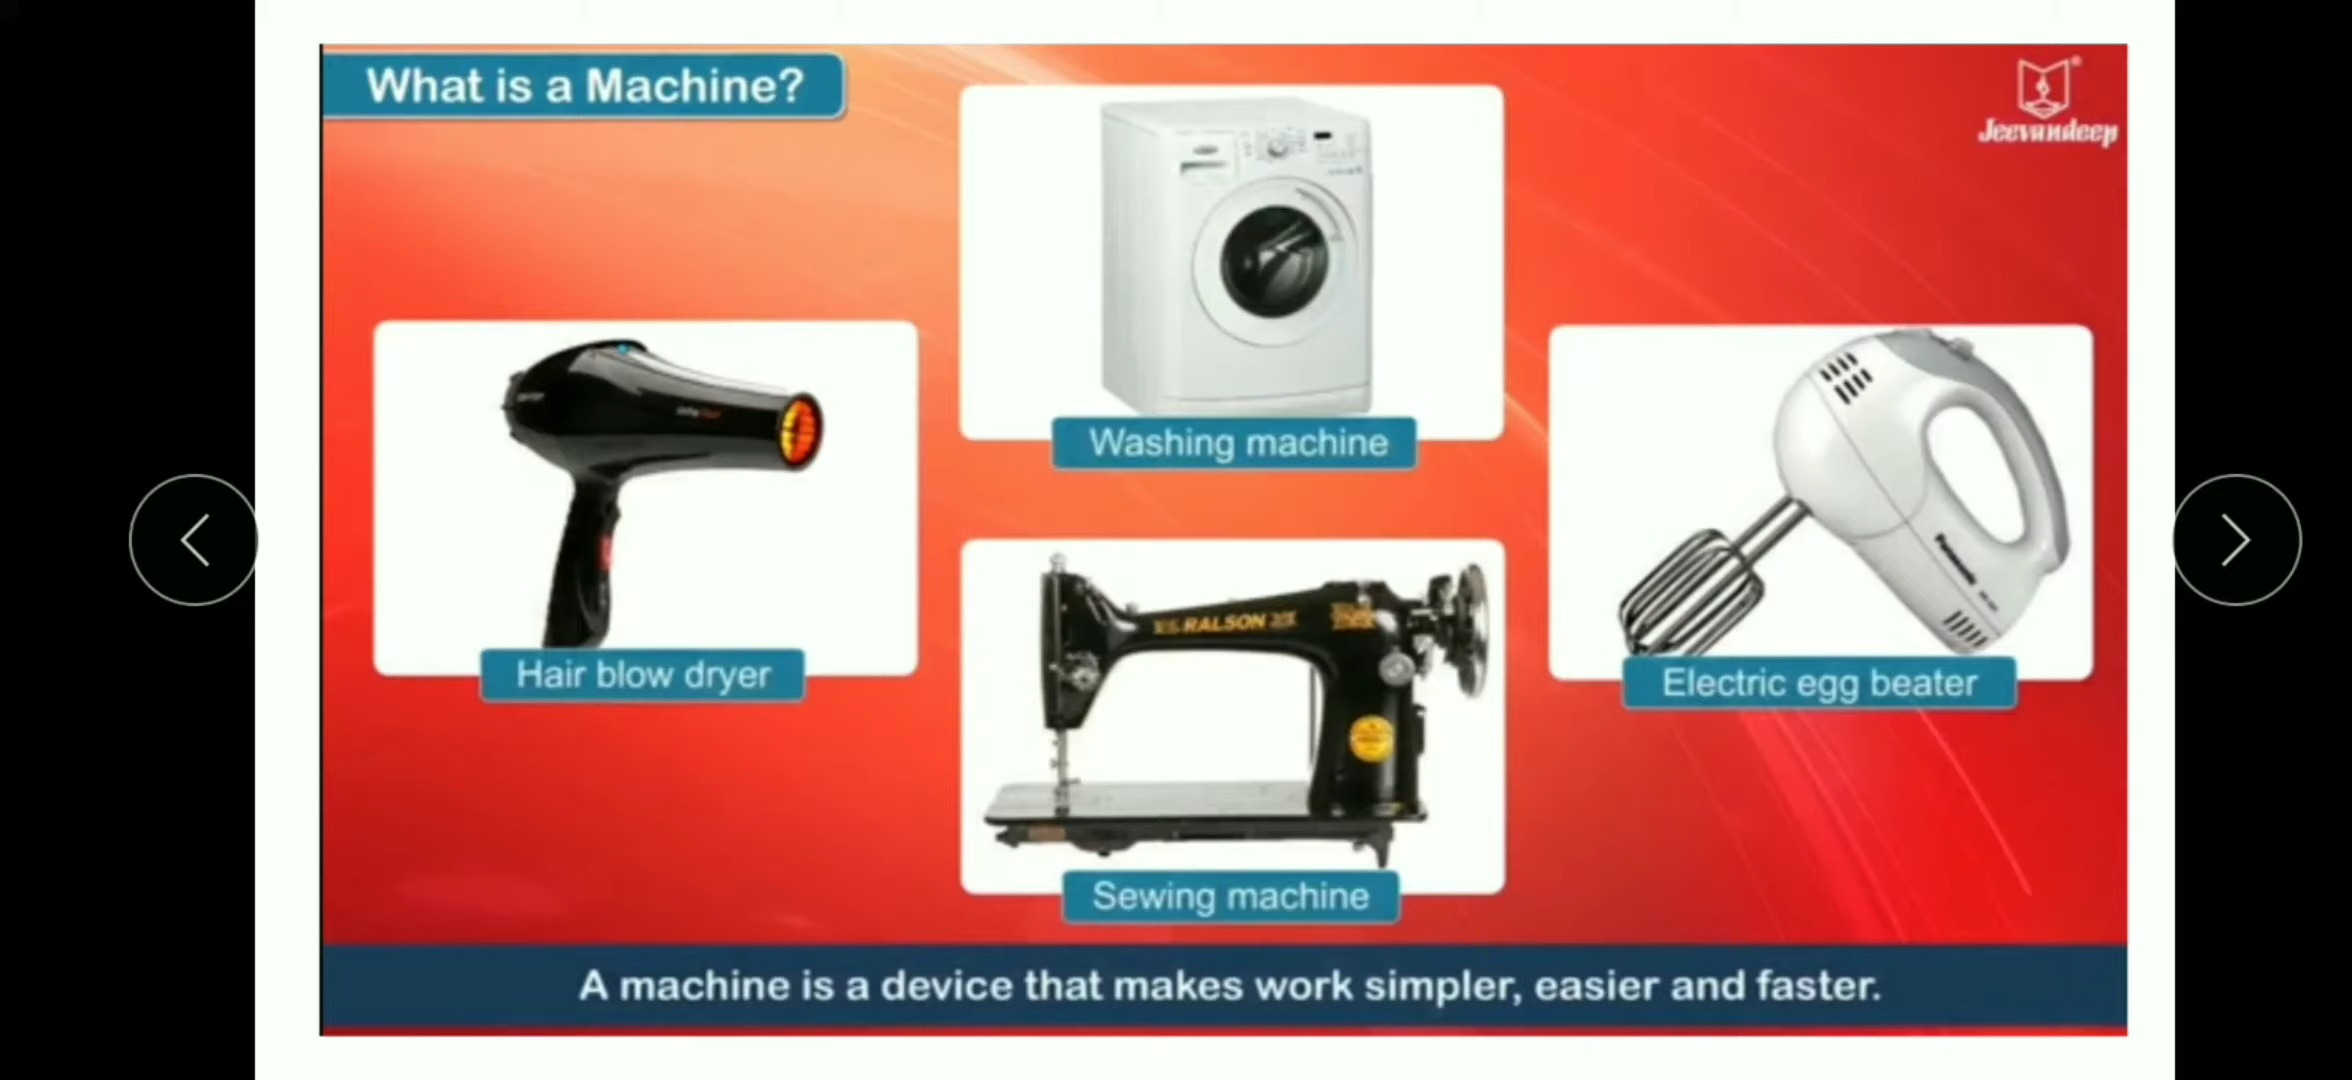 What is a Machine?
Jeevandeep
Washing machine
Hair blow dryer
Panasonic
Electric egg beater
RALSON
Sewing machine
A machine is a device that makes work simpler, easier and faster.